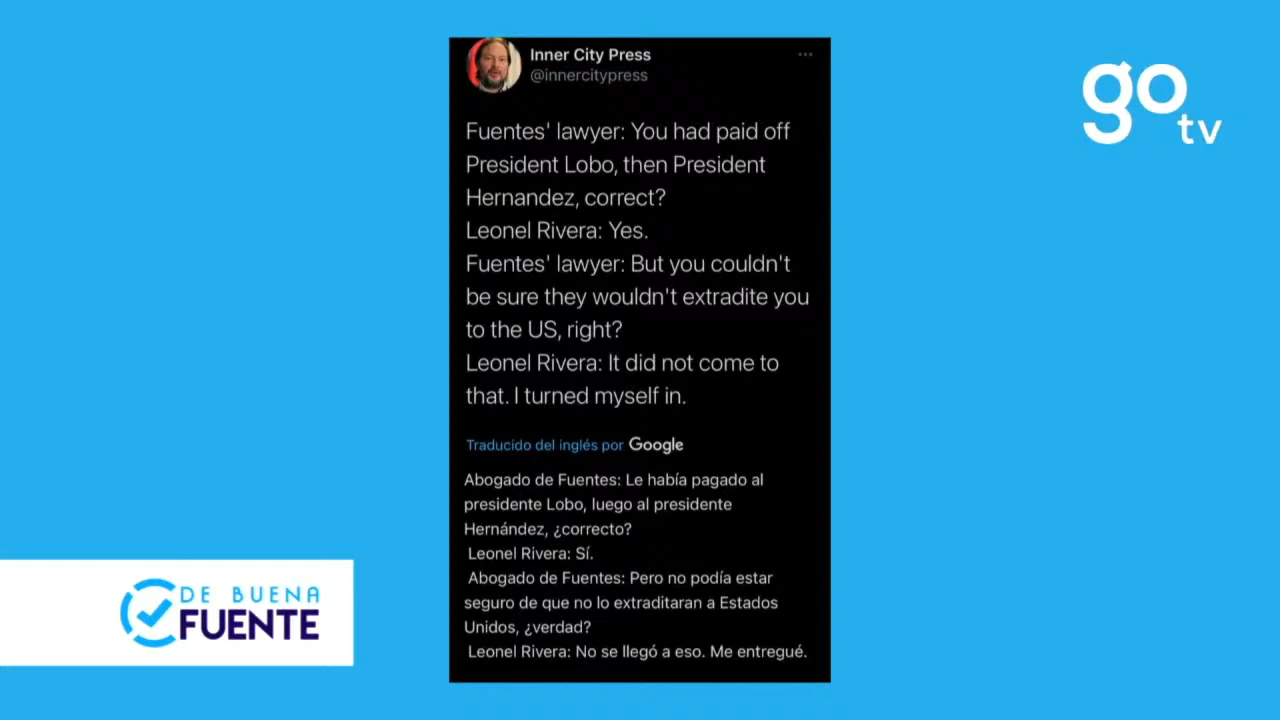 Inner City Press
@innercitypress
go
tv
Fuentes' lawyer: You had paid off
President Lobo, then President
Hernandez, correct?
Leonel Rivera: Yes.
Fuentes' lawyer: But you couldn't
be sure they wouldn't extradite you
to the US, right?
Leonel Rivera: It did not come to
that. I turned myself in.
Traducido del inglés por Google
Abogado de Fuentes: Le había pagado al
presidente Lobo, luego al presidente
Hernández, ¿correcto?
Leonel Rivera: Sí.
Abogado de Fuentes: Pero no podía estar
seguro de que no lo extraditaran a Estados
Unidos, ¿verdad?
Leonel Rivera: No se llegó a eso. Me entregué.
DE BUENA
FUENTE